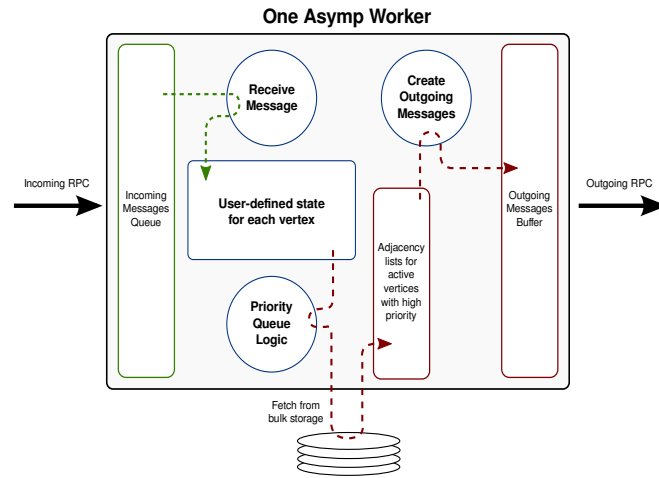 One Asymp Worker
Receive
Message
Create
Outgoing
Messages
Incoming RPC
Incoming
Messages
Queue
User-defined state
for each vertex
Outgoing
Messages
Buffer
Outgoing RPC
Adjacency
lists for
active
vertices
with high
priority
Priority
Queue
Logic
Fetch from
bulk storage